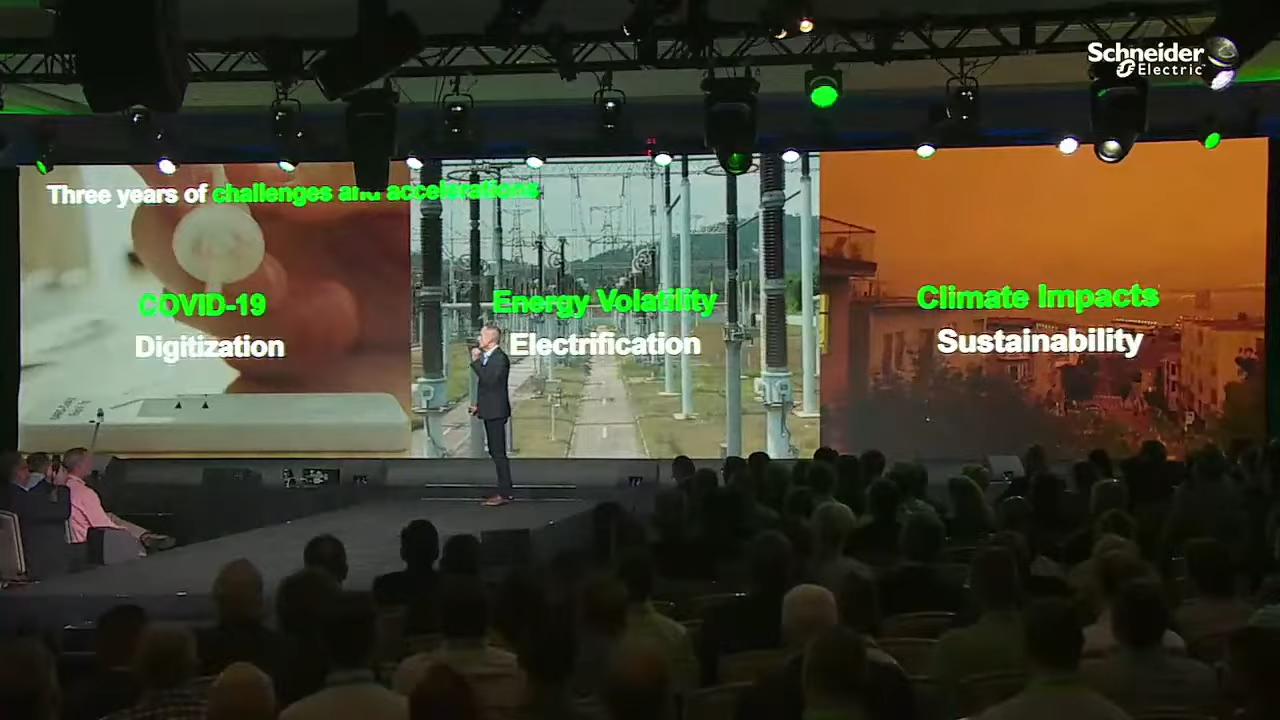 Schneider
Electric
Three years of challenges and accelerations
COVID-19
Digitization
Energy Volatility
Electrification
Climate Impacts
Sustainability